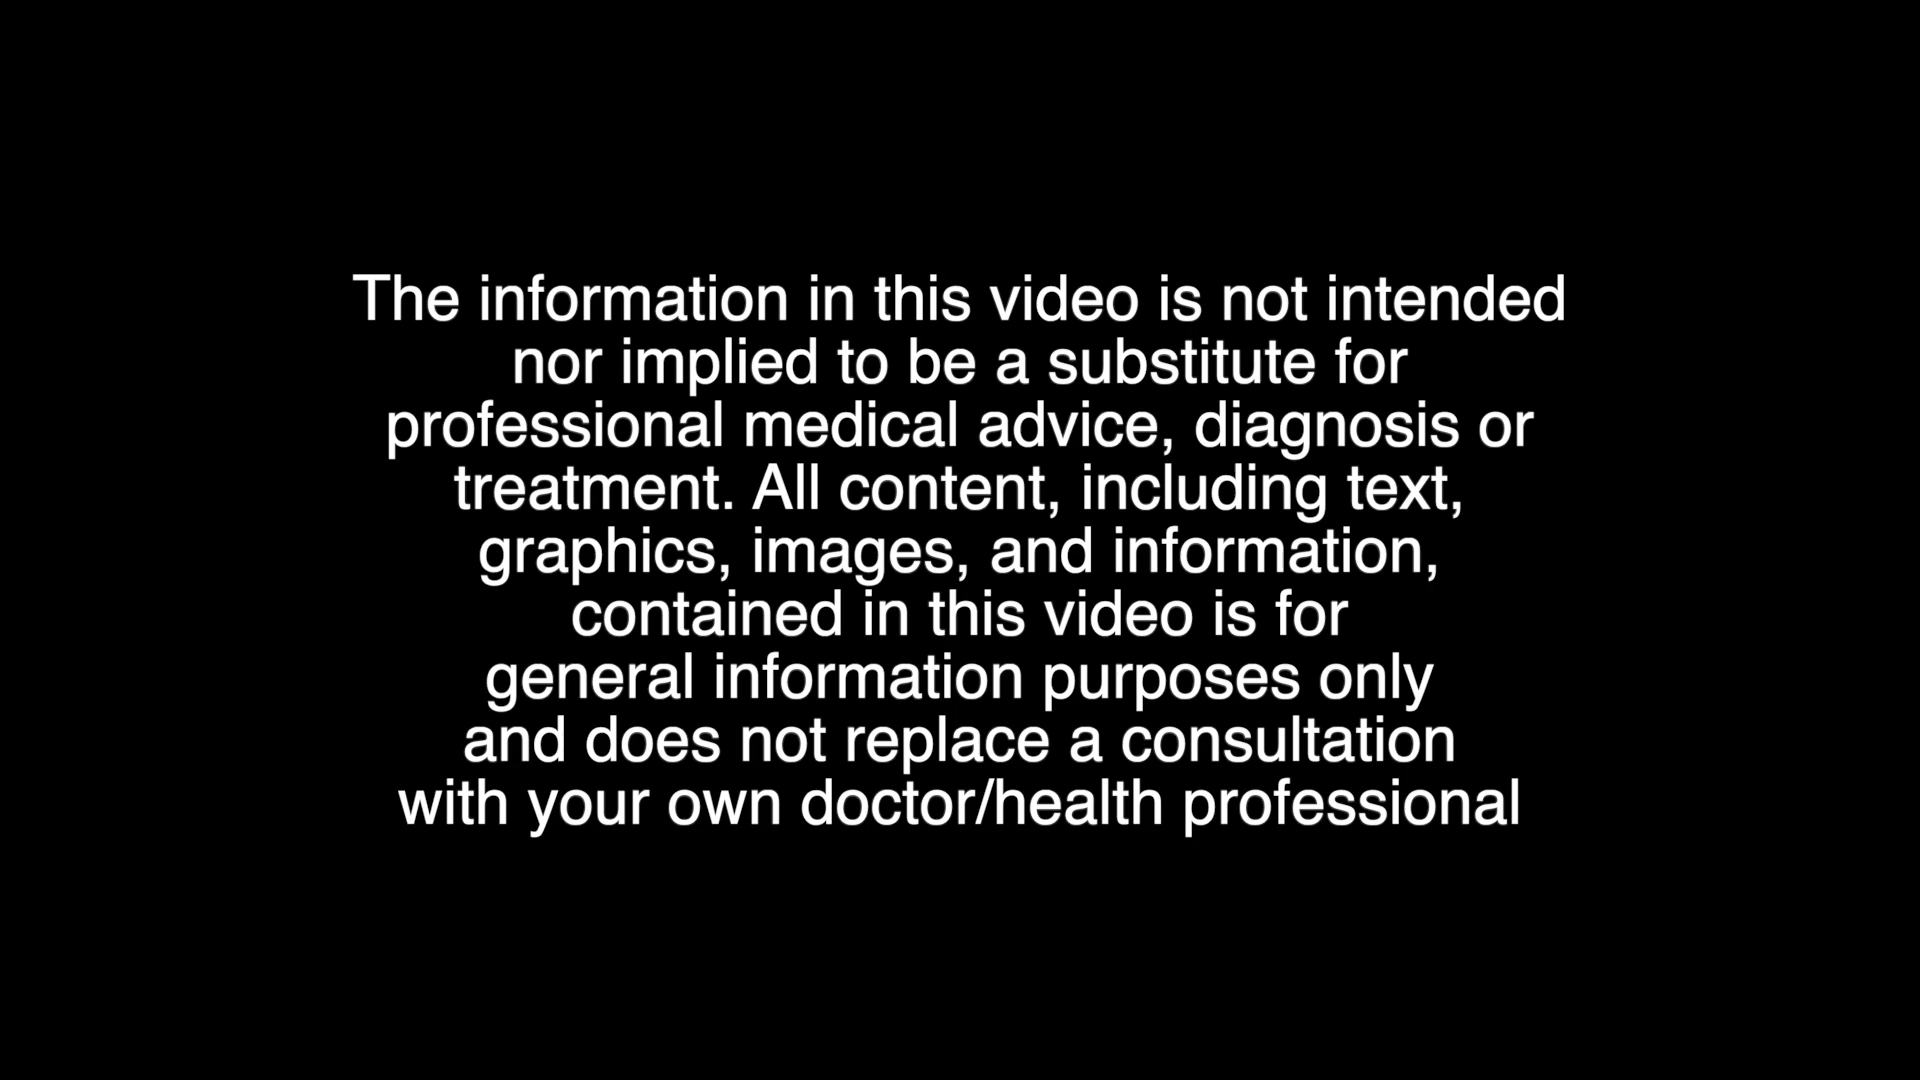 The information in this video is not intended
nor implied to be a substitute for
professional medical advice, diagnosis or
treatment. All content, including text,
graphics, images, and information,
contained in this video is for
general information purposes only
and does not replace a consultation
with your own doctor/health professional